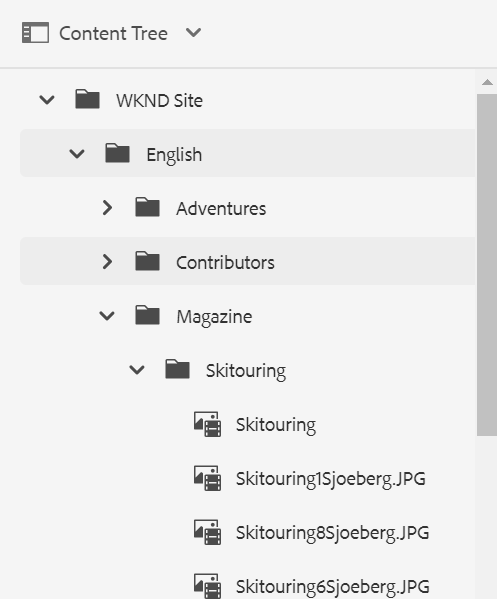 Content Tree
WKND Site
English
Adventures
Contributors
Magazine
Skitouring
Skitouring
Skitouring1Sjoeberg.JPG
Skitouring8Sjoeberg.JPG
Skitouring6Sjoeberg.JPG